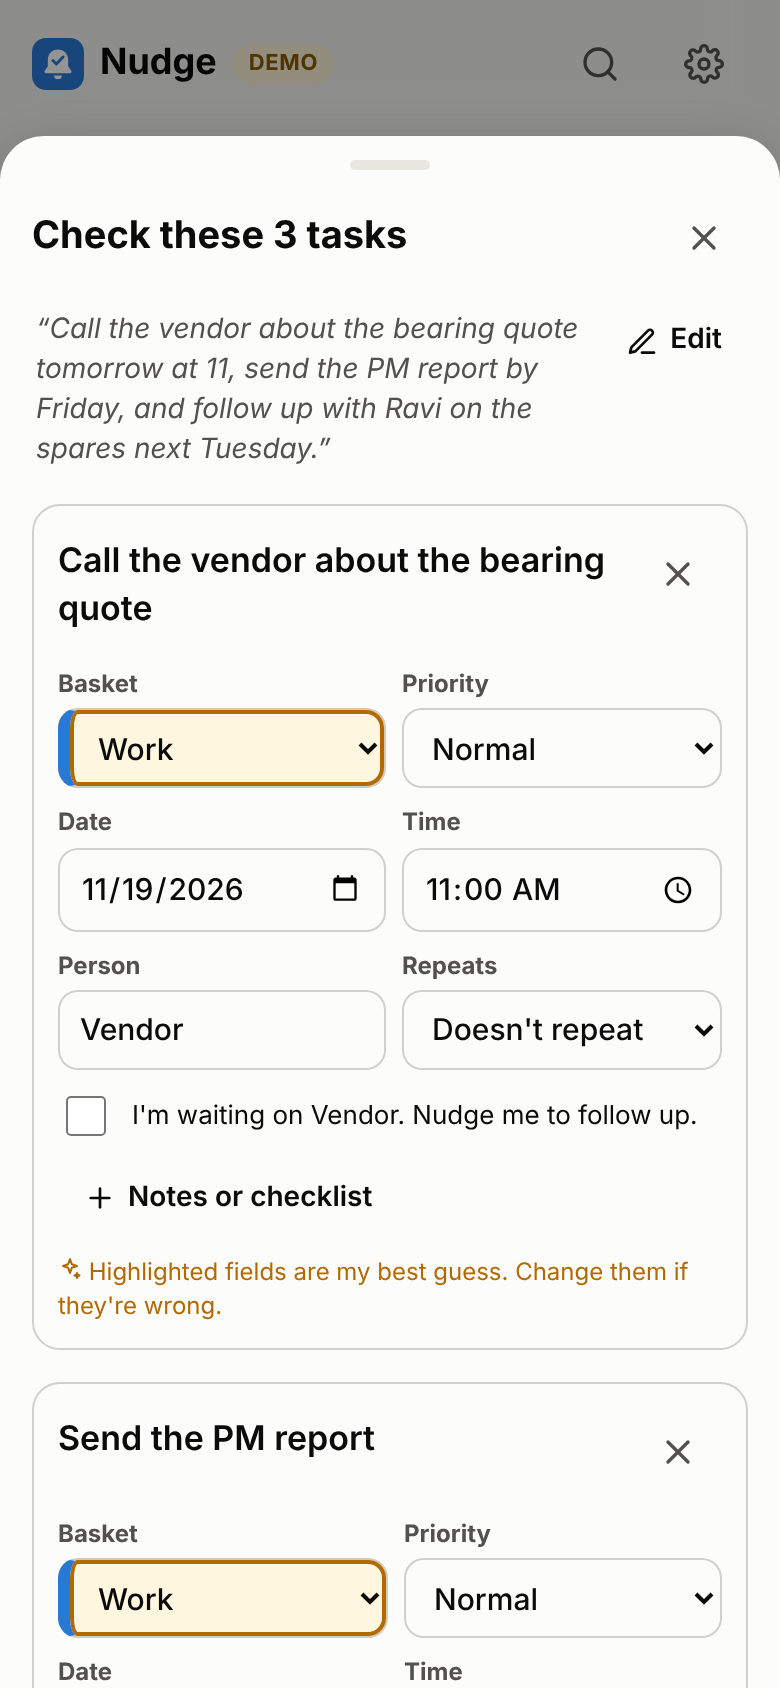 Nudge DEMO
Check these 3 tasks
“Call the vendor about the bearing quote
tomorrow at 11, send the PM report by
Friday, and follow up with Ravi on the
spares next Tuesday.”
Edit
Call the vendor about the bearing
quote
Basket Priority
Work Normal
Date Time
11/19/2026 11:00 AM
Person Repeats
Vendor Doesn't repeat
I'm waiting on Vendor. Nudge me to follow up.
Notes or checklist
Highlighted fields are my best guess. Change them if
they're wrong.
Send the PM report
Basket Priority
Work Normal
Date Time